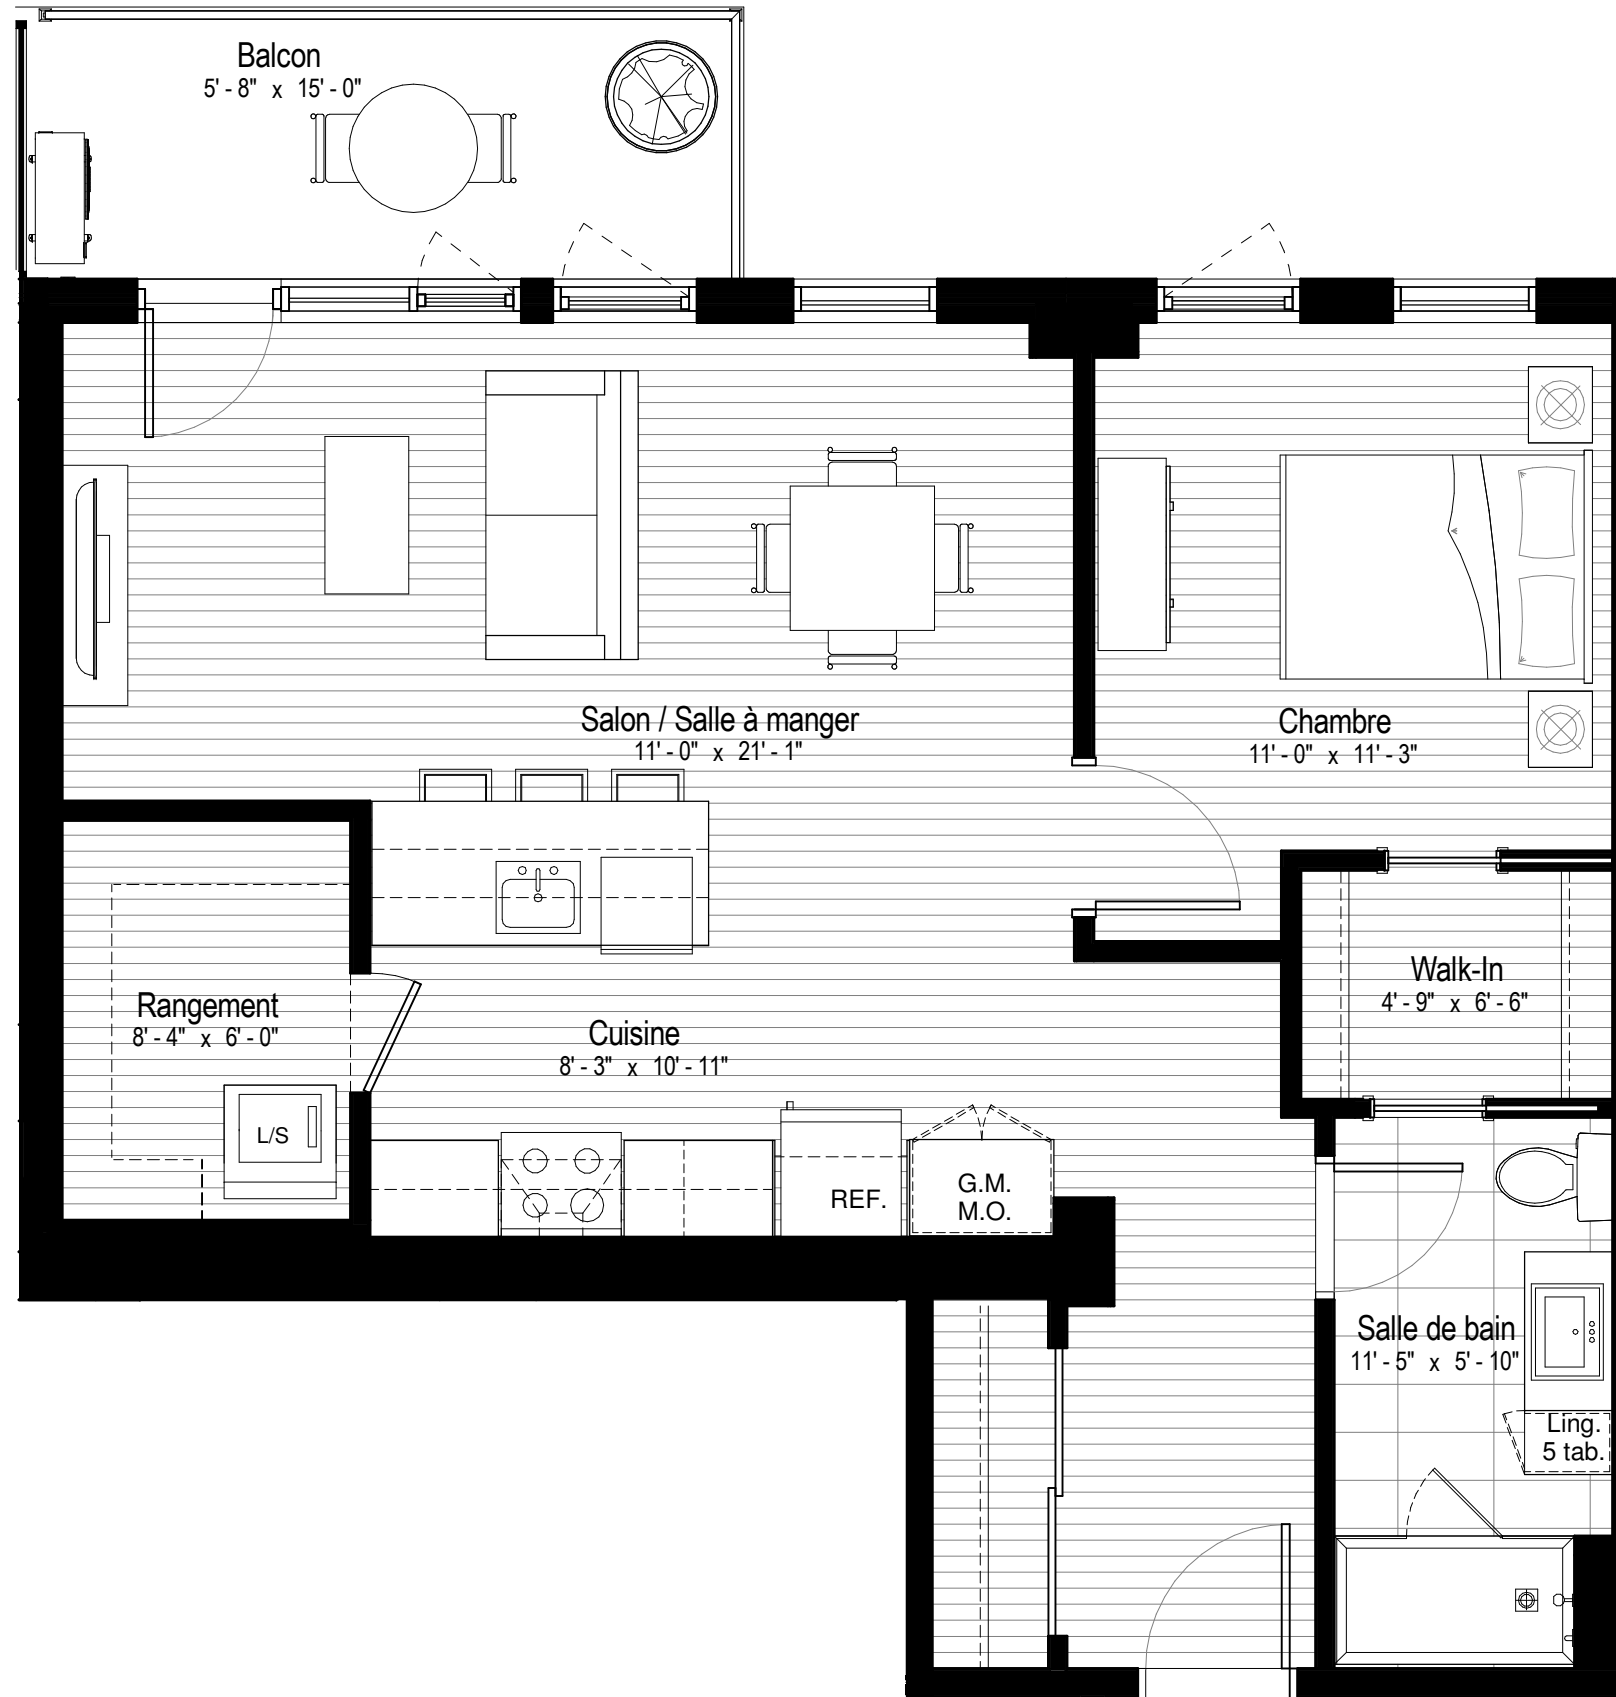 Balcon
5' - 8" x 15' - 0"
Salon / Salle à manger
11' - 0" x 21' - 1"
Chambre
11' - 0" x 11' - 3"
Walk-In
4' - 9" x 6' - 6"
Rangement
8' - 4" x 6' - 0"
Cuisine
8' - 3" x 10' - 11"
L/S
REF.
G.M.
M.O.
Salle de bain
11' - 5" x 5' - 10"
Ling.
5 tab.